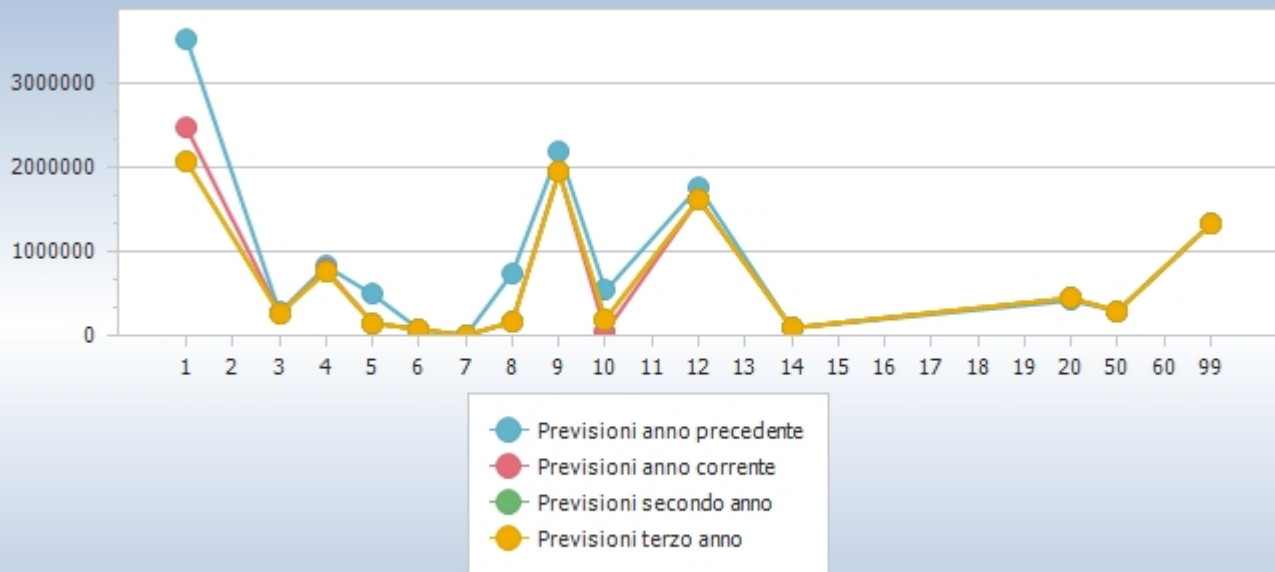 3000000
2000000
1000000
0
1 2 3 4 5 6 7 8 9 10 11 12 13 14 15 16 17 18 19 20 50 60 99
Previsioni anno precedente
Previsioni anno corrente
Previsioni secondo anno
Previsioni terzo anno